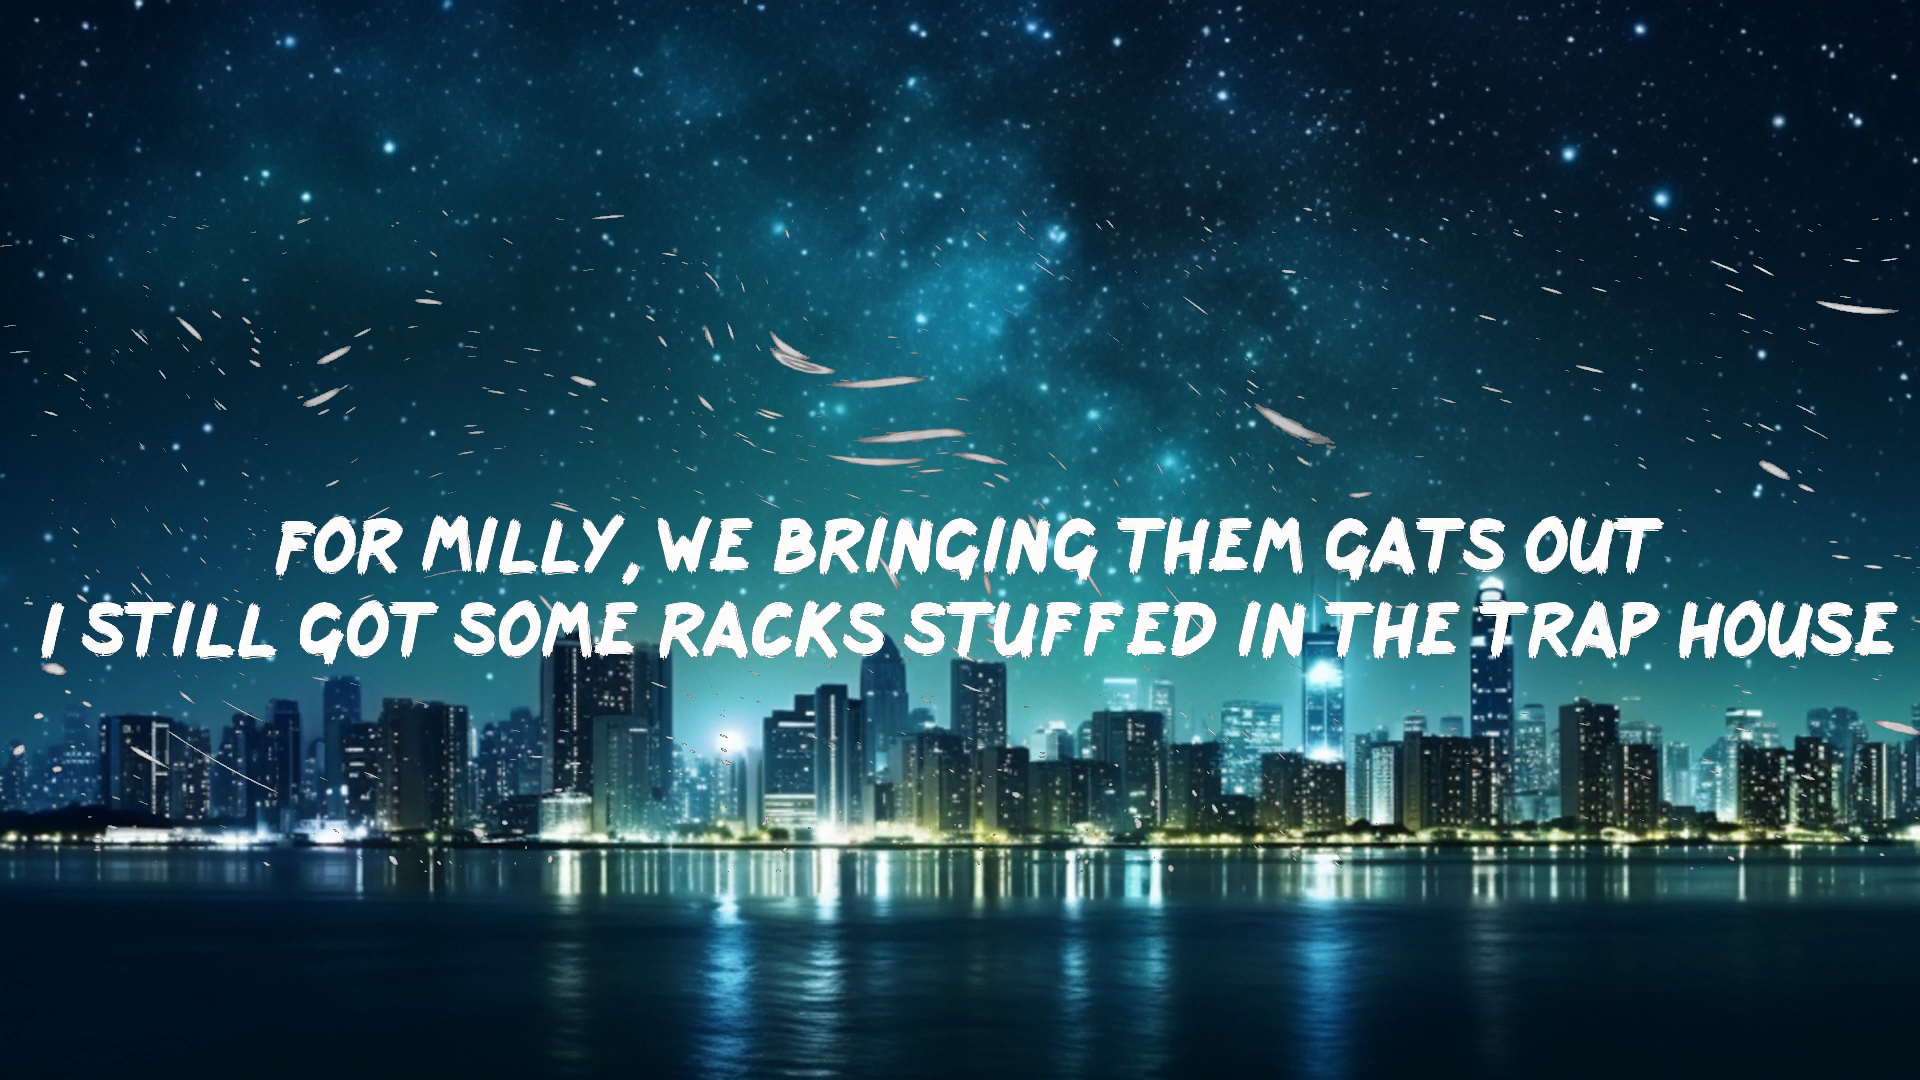 FOR MILLY, WE BRINGING THEM GATS OUT
I STILL GOT SOME RACKS STUFFED IN THE TRAP HOUSE